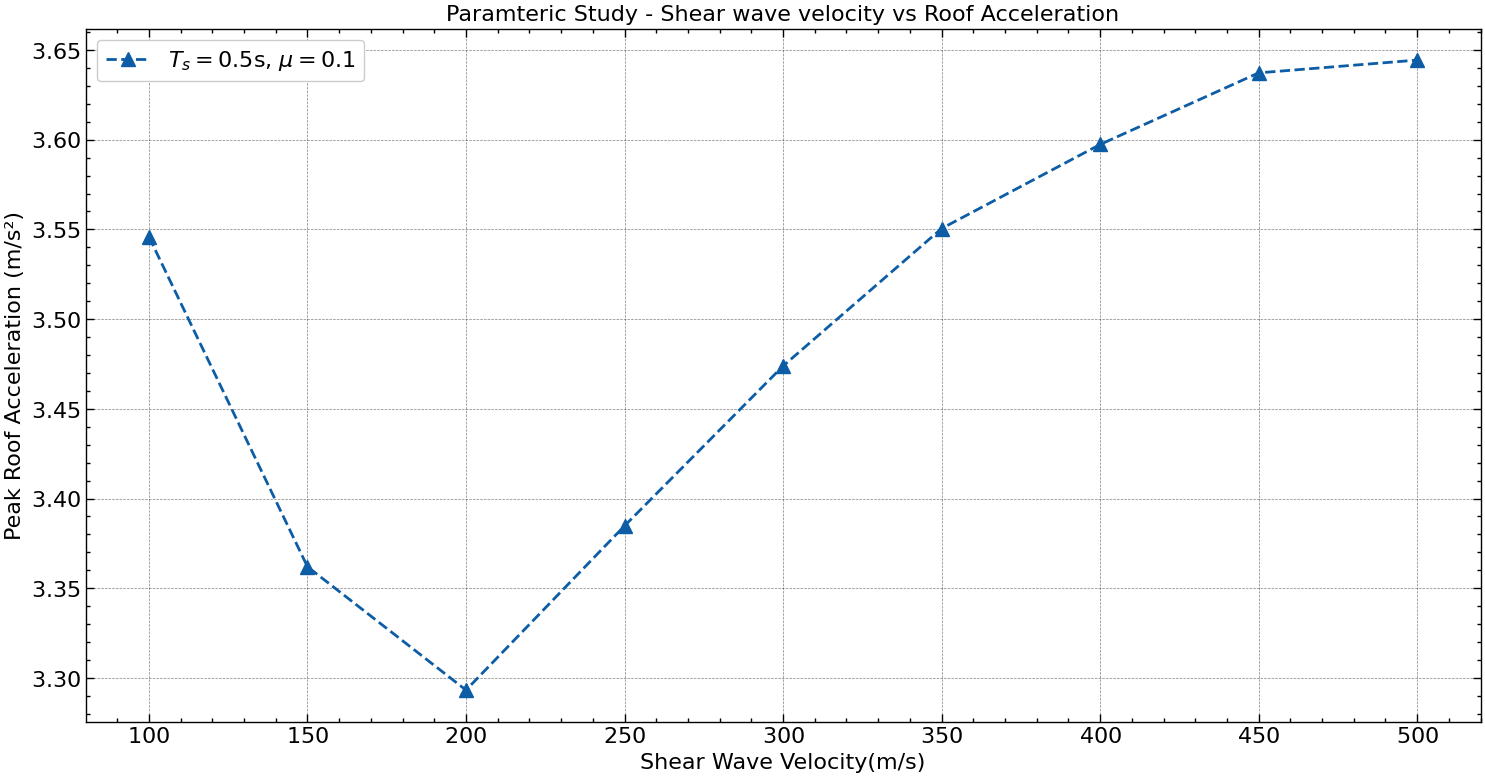 Paramteric Study - Shear wave velocity vs Roof Acceleration
T_s = 0.5s, μ = 0.1
Peak Roof Acceleration (m/s²)
3.65
3.60
3.55
3.50
3.45
3.40
3.35
3.30
100 150 200 250 300 350 400 450 500
Shear Wave Velocity(m/s)